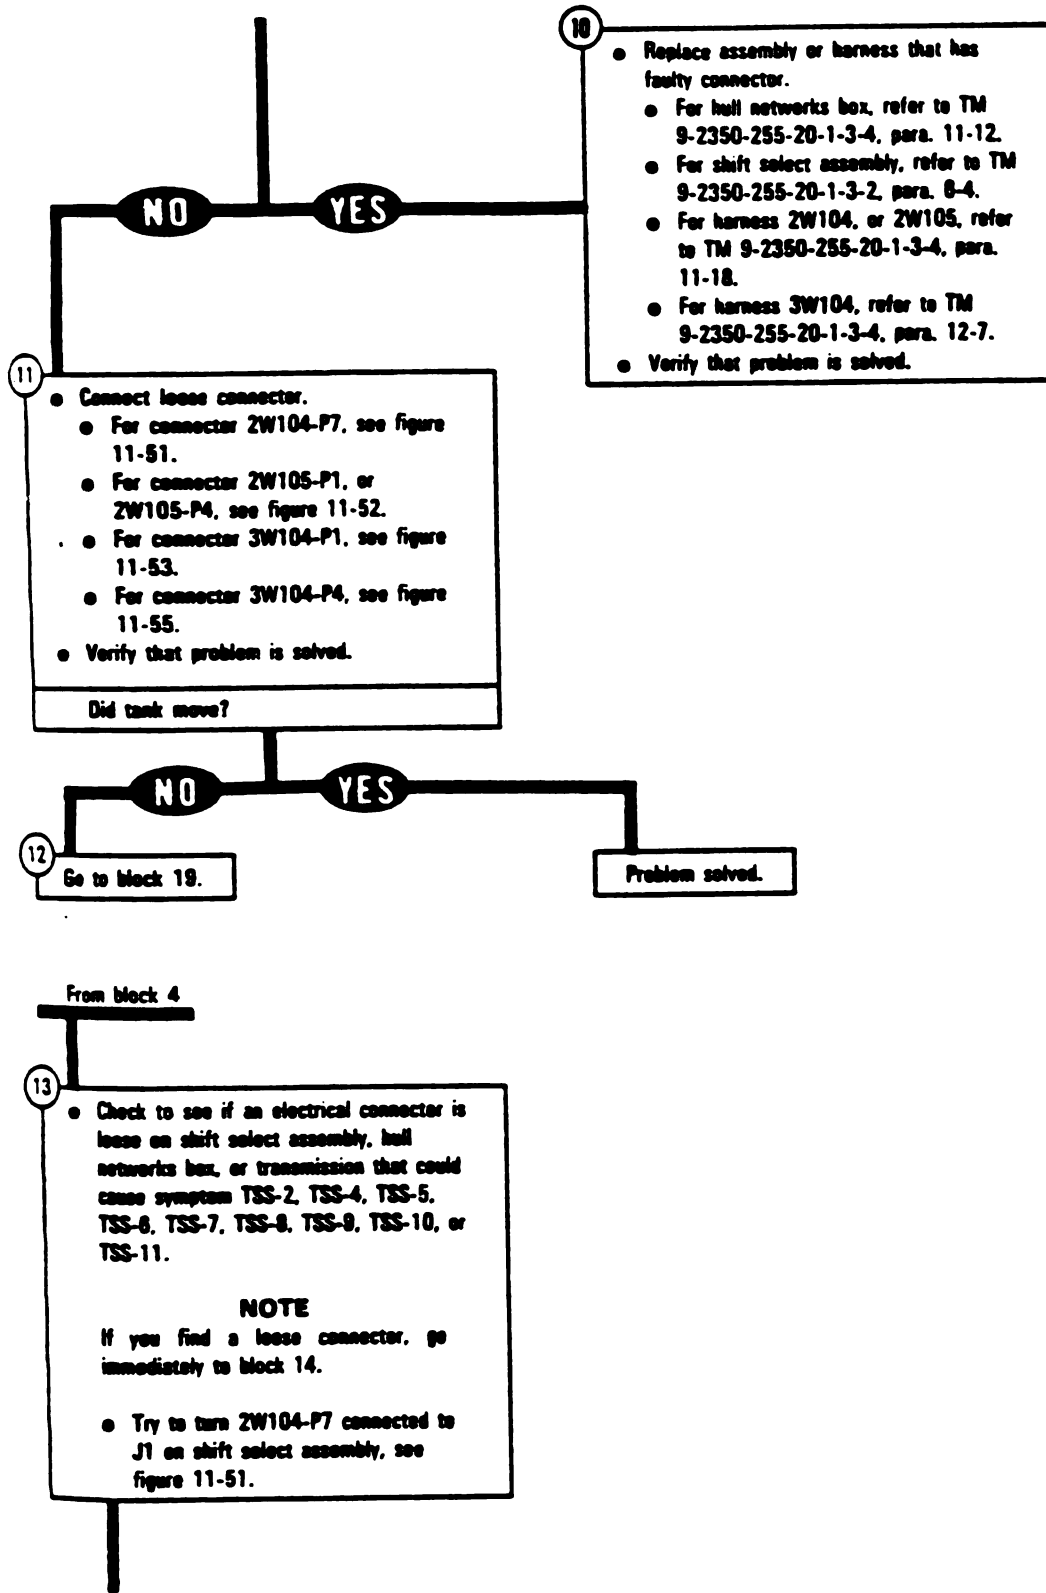 10
● Replace assembly or harness that has
faulty connector.
● For hull networks box, refer to TM
9-2350-255-20-1-3-4, para. 11-12.
● For shift select assembly, refer to TM
9-2350-255-20-1-3-2, para. 6-4.
● For harness 2W104, or 2W105, refer
to TM 9-2350-255-20-1-3-4, para.
11-18.
● For harness 3W104, refer to TM
9-2350-255-20-1-3-4, para. 12-7.
● Verify that problem is solved.
NO YES
11
● Connect loose connector.
● For connector 2W104-P7, see figure
11-51.
● For connector 2W105-P1, or
2W105-P4, see figure 11-52.
● For connector 3W104-P1, see figure
11-53.
● For connector 3W104-P4, see figure
11-55.
● Verify that problem is solved.
Did tank move?
NO YES
12
Go to block 19.
Problem solved.
From block 4
13
● Check to see if an electrical connector is
loose on shift select assembly, hull
networks box, or transmission that could
cause symptom TSS-2, TSS-4, TSS-5,
TSS-6, TSS-7, TSS-8, TSS-9, TSS-10, or
TSS-11.
NOTE
If you find a loose connector, go
immediately to block 14.
● Try to turn 2W104-P7 connected to
J1 on shift select assembly, see
figure 11-51.